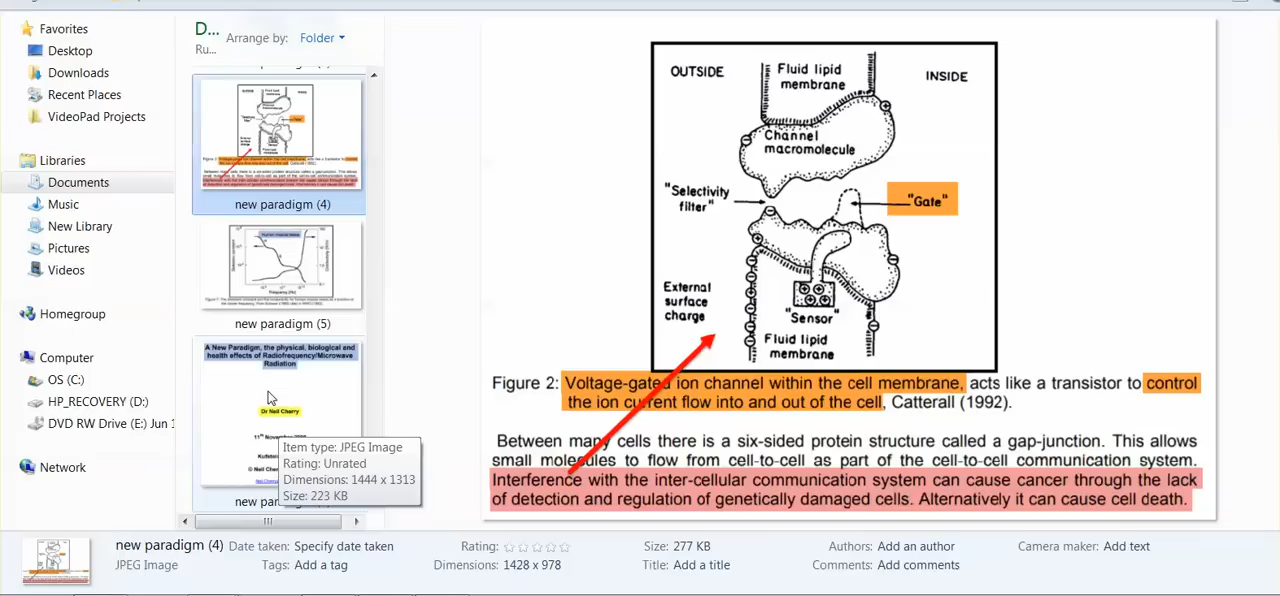 Favorites
Desktop
Downloads
Recent Places
VideoPad Projects
Libraries
Documents
Music
New Library
Pictures
Videos
Homegroup
Computer
OS (C:)
HP_RECOVERY (D:)
DVD RW Drive (E:) Jun 1
Network
D...
Ru...
Arrange by: Folder
new paradigm (4)
new paradigm (5)
A New Paradigm, the physical, biological and
health effects of Radiofrequency/Microwave
Radiation
Dr Neil Cherry
new par
Item type: JPEG Image
Rating: Unrated
Dimensions: 1444 x 1313
Size: 223 KB
OUTSIDE
Fluid lipid
membrane
INSIDE
Channel
macromolecule
"Selectivity
filter"
"Gate"
External
surface
charge
"Sensor"
Fluid lipid
membrane
Figure 2: Voltage-gated ion channel within the cell membrane, acts like a transistor to control
the ion current flow into and out of the cell, Catterall (1992).
Between many cells there is a six-sided protein structure called a gap-junction. This allows
small molecules to flow from cell-to-cell as part of the cell-to-cell communication system.
Interference with the inter-cellular communication system can cause cancer through the lack
of detection and regulation of genetically damaged cells. Alternatively it can cause cell death.
new paradigm (4) Date taken: Specify date taken Rating: Size: 277 KB Authors: Add an author Camera maker: Add text
JPEG Image Tags: Add a tag Dimensions: 1428 x 978 Title: Add a title Comments: Add comments